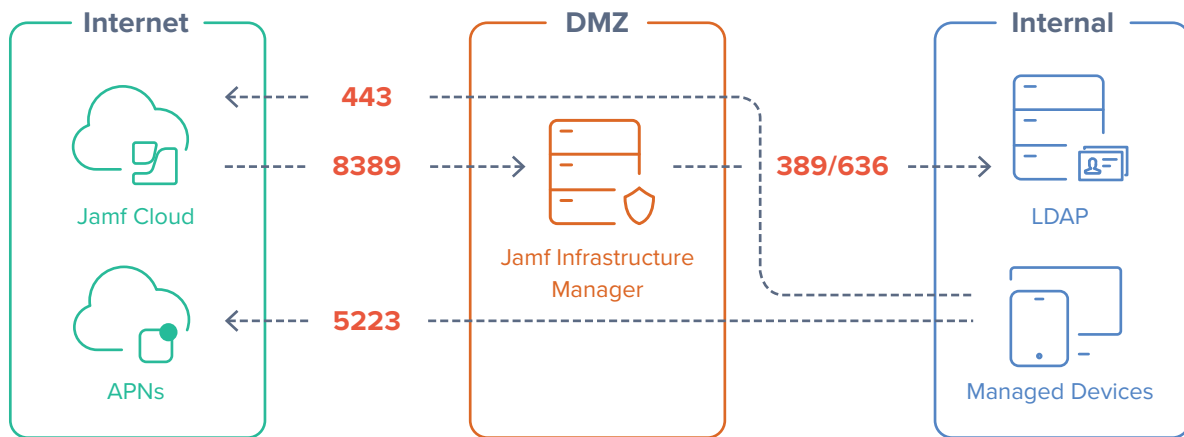 Internet
DMZ
Internal
443
8389
389/636
Jamf Cloud
LDAP
Jamf Infrastructure
Manager
5223
APNs
Managed Devices